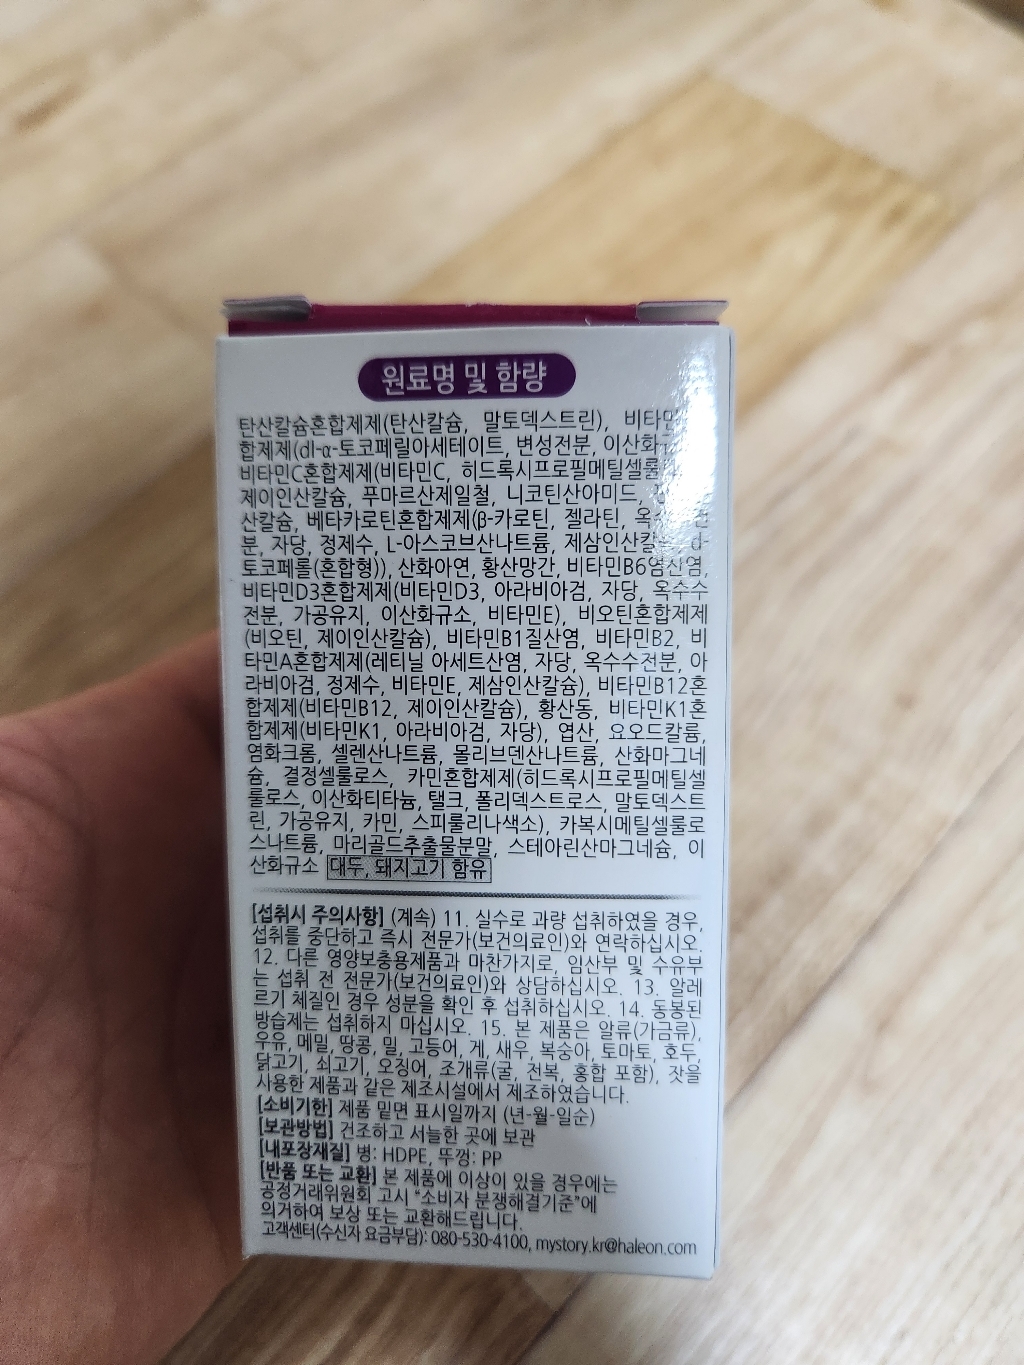 원료명 및 함량
탄산칼슘혼합제제(탄산칼슘, 말토덱스트린),
합제제(dl-α-토코페릴아세테이트, 변성전분,
비타민C혼합제제(비타민C,
제이인산칼슘, 푸마르산제일철, 니코틴산아미드,
산칼슘, 베타카로틴혼합제제(β-카로틴, 젤라틴,
분, 자당, 정제수, L-아스코브산나트륨, 제삼인산칼 d-
토코페롤(혼합형)), 산화아연, 황산망간, 비타민B6염산염,
비타민D3혼합제제(비타민D3, 아라비아검, 자당, 옥수수
전분, 가공유지, 이산화규소, 비타민E), 비오틴혼합제제
(비오틴, 제이인산칼슘), 비타민B1질산염, 비타민B2, 비
타민A혼합제제(레티닐 아세트산염, 자당, 옥수수전분, 아
라비아검, 정제수, 비타민E, 제삼인산칼슘), 비타민B12혼
합제제(비타민B12, 제이인산칼슘), 황산동, 비타민K1혼
합제제(비타민K1, 아라비아검, 자당), 엽산, 요오드칼륨,
염화크롬, 셀렌산나트륨, 몰리브덴산나트륨, 산화마그네
슘, 결정셀룰로스, 카민혼합제제(히드록시프로필메틸셀
룰로스, 이산화티타늄, 탤크, 폴리덱스트로스, 말토덱스트
린, 가공유지, 카민, 스피룰리나색소), 카복시메틸셀룰로
스나트륨, 마리골드추출물분말, 스테아린산마그네슘, 이
산화규소 대두, 돼지고기 함유
[섭취시 주의사항] (계속) 11. 실수로 과량 섭취하였을 경우,
섭취를 중단하고 즉시 전문가(보건의료인)와 연락하십시오.
12. 다른 영양보충용제품과 마찬가지로, 임산부 및 수유부
는 섭취 전 전문가(보건의료인)와 상담하십시오. 13. 알레
르기 체질인 경우 성분을 확인 후 섭취하십시오. 14. 동봉된
방습제는 섭취하지 마십시오. 15. 본 제품은 알류(가금류),
우유, 메밀, 땅콩, 밀, 고등어, 게, 새우, 복숭아, 토마토, 호두,
닭고기, 쇠고기, 오징어, 조개류(굴, 전복, 홍합 포함), 잣을
사용한 제품과 같은 제조시설에서 제조하였습니다.
[소비기한] 제품 밑면 표시일까지 (년-월-일순)
[보관방법] 건조하고 서늘한 곳에 보관
[내포장재질] 병: HDPE, 뚜껑: PP
[반품 또는 교환] 본 제품에 이상이 있을 경우에는
공정거래위원회 고시 "소비자 분쟁해결기준"에
의거하여 보상 또는 교환해드립니다.
고객센터(수신자 요금부담): 080-530-4100, mystory.kr@haleon.com